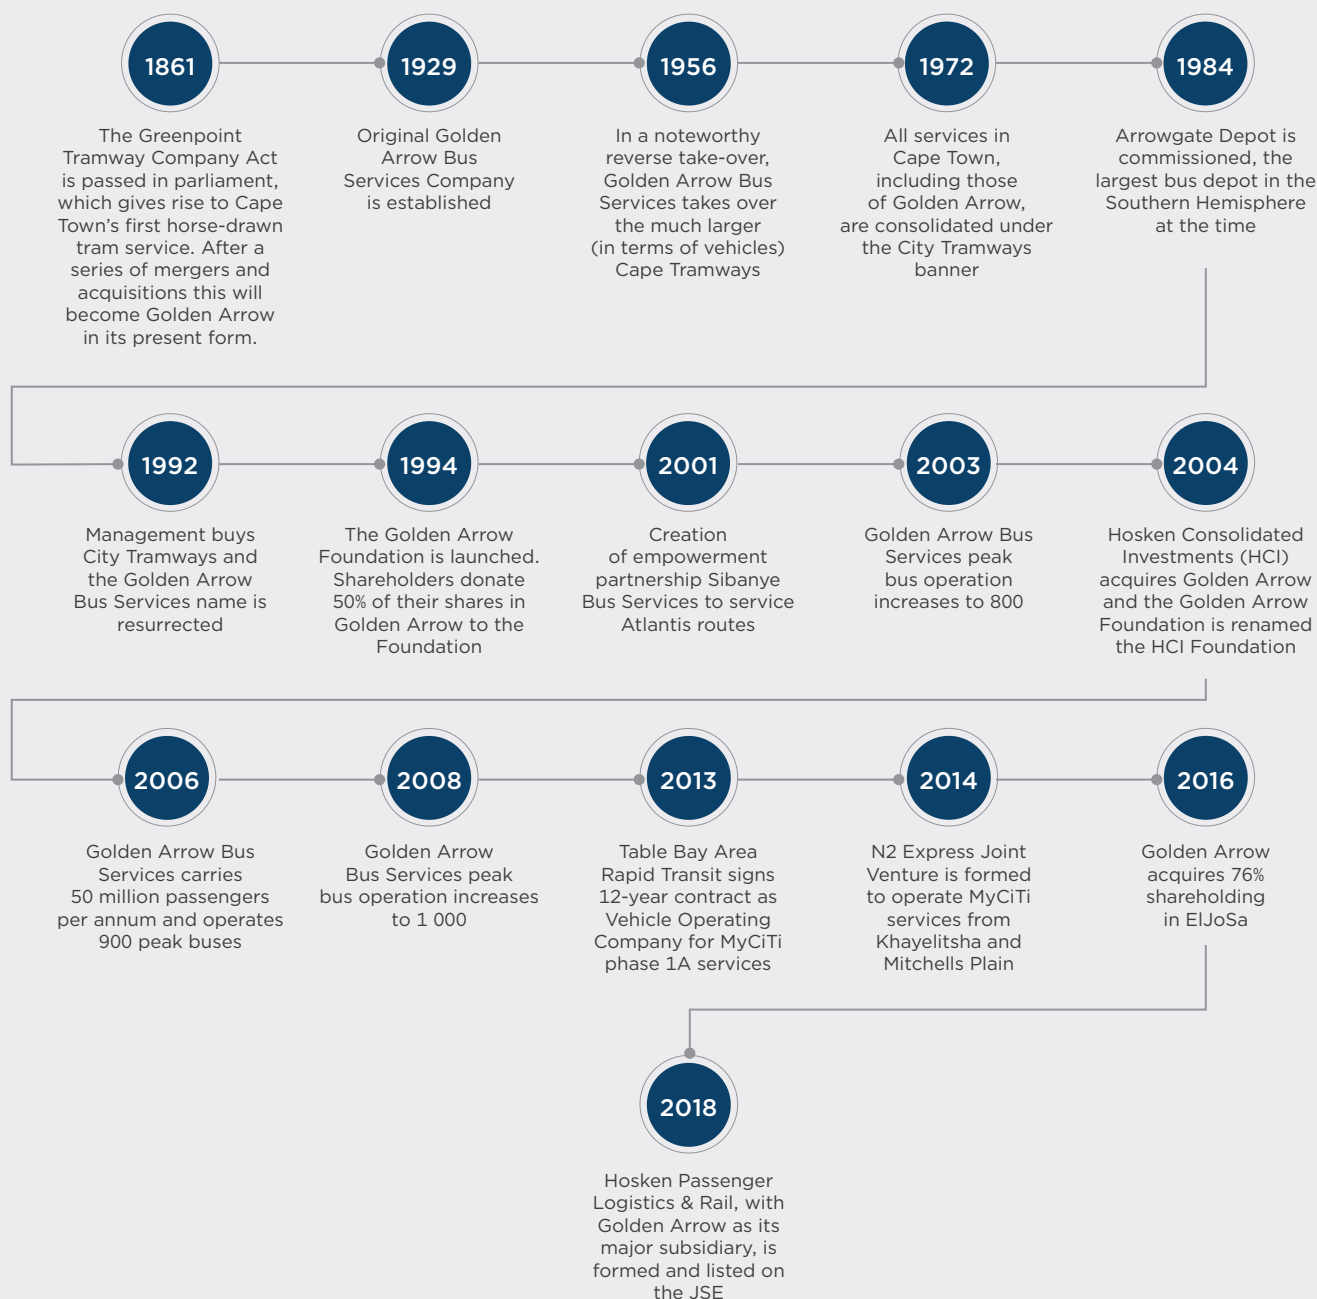 1861
The Greenpoint
Tramway Company Act
is passed in parliament,
which gives rise to Cape
Town's first horse-drawn
tram service. After a
series of mergers and
acquisitions this will
become Golden Arrow
in its present form.
1929
Original Golden
Arrow Bus
Services Company
is established
1956
In a noteworthy
reverse take-over,
Golden Arrow Bus
Services takes over
the much larger
(in terms of vehicles)
Cape Tramways
1972
All services in
Cape Town,
including those
of Golden Arrow,
are consolidated under
the City Tramways
banner
1984
Arrowgate Depot is
commissioned, the
largest bus depot in the
Southern Hemisphere
at the time
1992
Management buys
City Tramways and
the Golden Arrow
Bus Services name is
resurrected
1994
The Golden Arrow
Foundation is launched.
Shareholders donate
50% of their shares in
Golden Arrow to the
Foundation
2001
Creation
of empowerment
partnership Sibanye
Bus Services to service
Atlantis routes
2003
Golden Arrow Bus
Services peak
bus operation
increases to 800
2004
Hosken Consolidated
Investments (HCI)
acquires Golden Arrow
and the Golden Arrow
Foundation is renamed
the HCI Foundation
2006
Golden Arrow Bus
Services carries
50 million passengers
per annum and operates
900 peak buses
2008
Golden Arrow
Bus Services peak
bus operation increases
to 1 000
2013
Table Bay Area
Rapid Transit signs
12-year contract as
Vehicle Operating
Company for MyCiTi
phase 1A services
2014
N2 Express Joint
Venture is formed
to operate MyCiTi
services from
Khayelitsha and
Mitchells Plain
2016
Golden Arrow
acquires 76%
shareholding
in ElJoSa
2018
Hosken Passenger
Logistics & Rail, with
Golden Arrow as its
major subsidiary, is
formed and listed on
the JSE